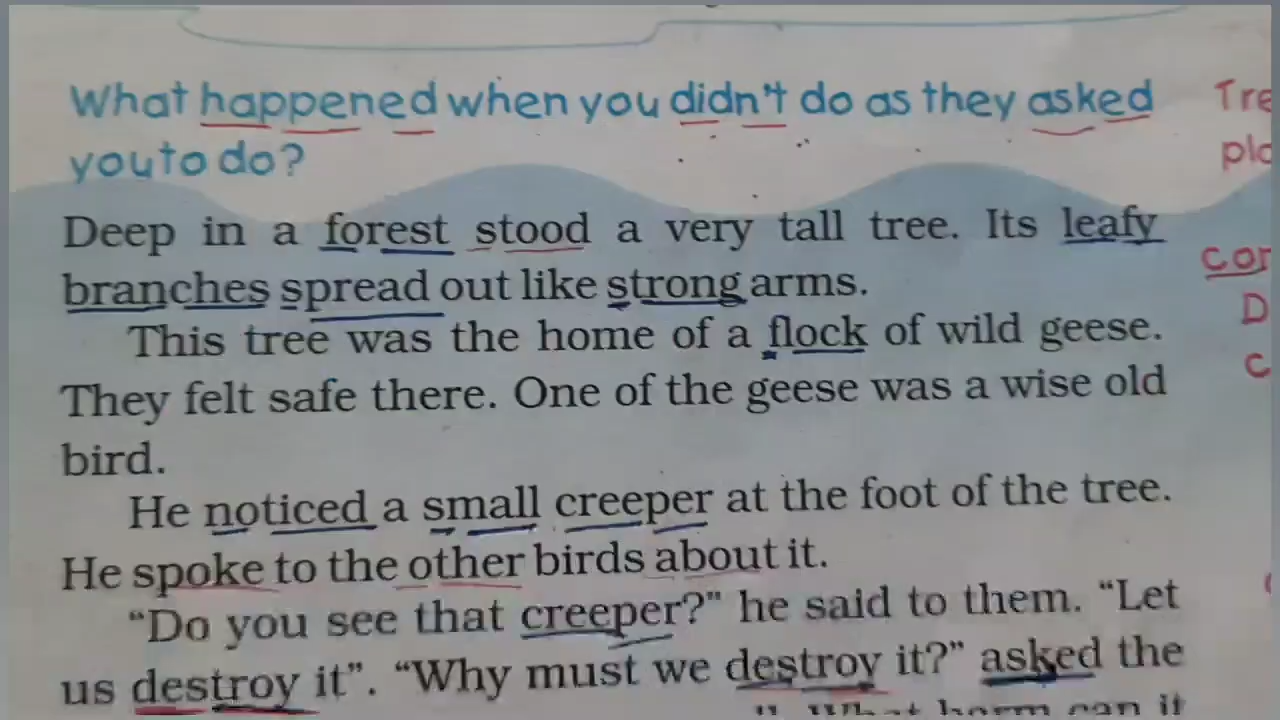 What happened when you didn't do as they asked
you to do?
Deep in a forest stood a very tall tree. Its leafy
branches spread out like strong arms.
This tree was the home of a flock of wild geese.
They felt safe there. One of the geese was a wise old
bird.
He noticed a small creeper at the foot of the tree.
He spoke to the other birds about it.
“Do you see that creeper?” he said to them. “Let
us destroy it”. “Why must we destroy it?” asked the
What harm can it